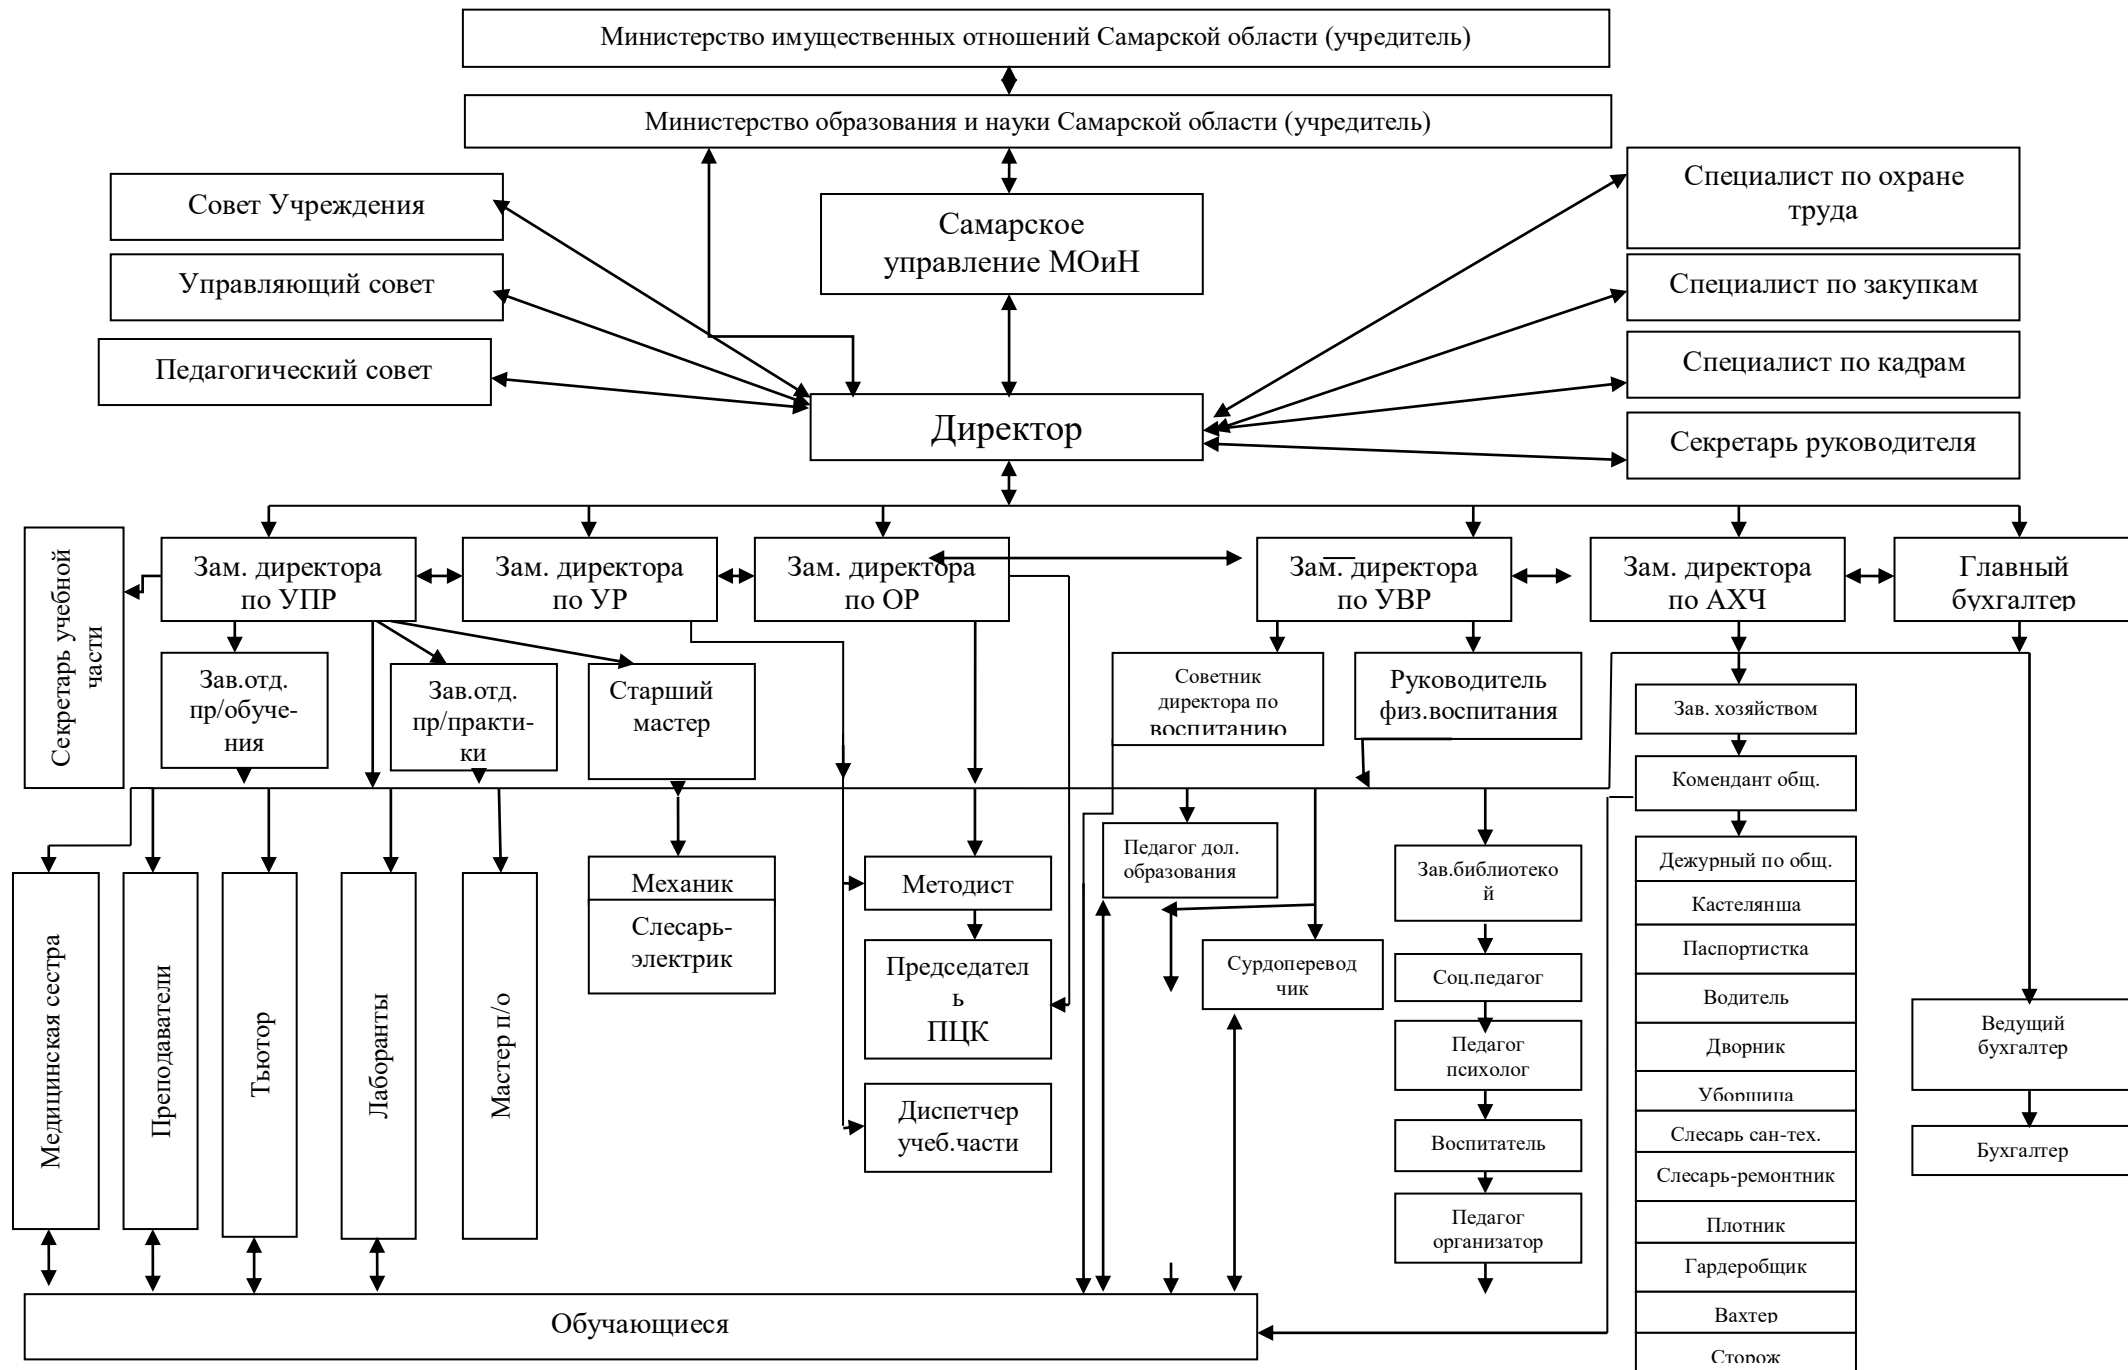 Министерство имущественных отношений Самарской области (учредитель)
Министерство образования и науки Самарской области (учредитель)
Совет Учреждения
Управляющий совет
Педагогический совет
Самарское
управление МОиН
Специалист по охране
труда
Специалист по закупкам
Специалист по кадрам
Секретарь руководителя
Директор
Секретарь учебной
части
Зам. директора
по УПР
Зам. директора
по УР
Зам. директора
по ОР
Зам. директора
по УВР
Зам. директора
по АХЧ
Главный
бухгалтер
Зав.отд.
пр/обуче-
ния
Зав.отд.
пр/практи-
ки
Старший
мастер
Советник
директора по
воспитанию
Руководитель
физ.воспитания
Зав. хозяйством
Комендант общ.
Медицинская сестра
Преподаватели
Тьютор
Лаборанты
Мастер п/о
Механик
Слесарь-
электрик
Методист
Председател
ь
ПЦК
Диспетчер
учеб.части
Педагог дол.
образования
Сурдоперевод
чик
Зав.библиотеко
й
Соц.педагог
Педагог
психолог
Воспитатель
Педагог
организатор
Дежурный по общ.
Кастелянша
Паспортистка
Водитель
Дворник
Уборщица
Слесарь сан-тех.
Слесарь-ремонтник
Плотник
Гардеробщик
Вахтер
Сторож
Ведущий
бухгалтер
Бухгалтер
Обучающиеся